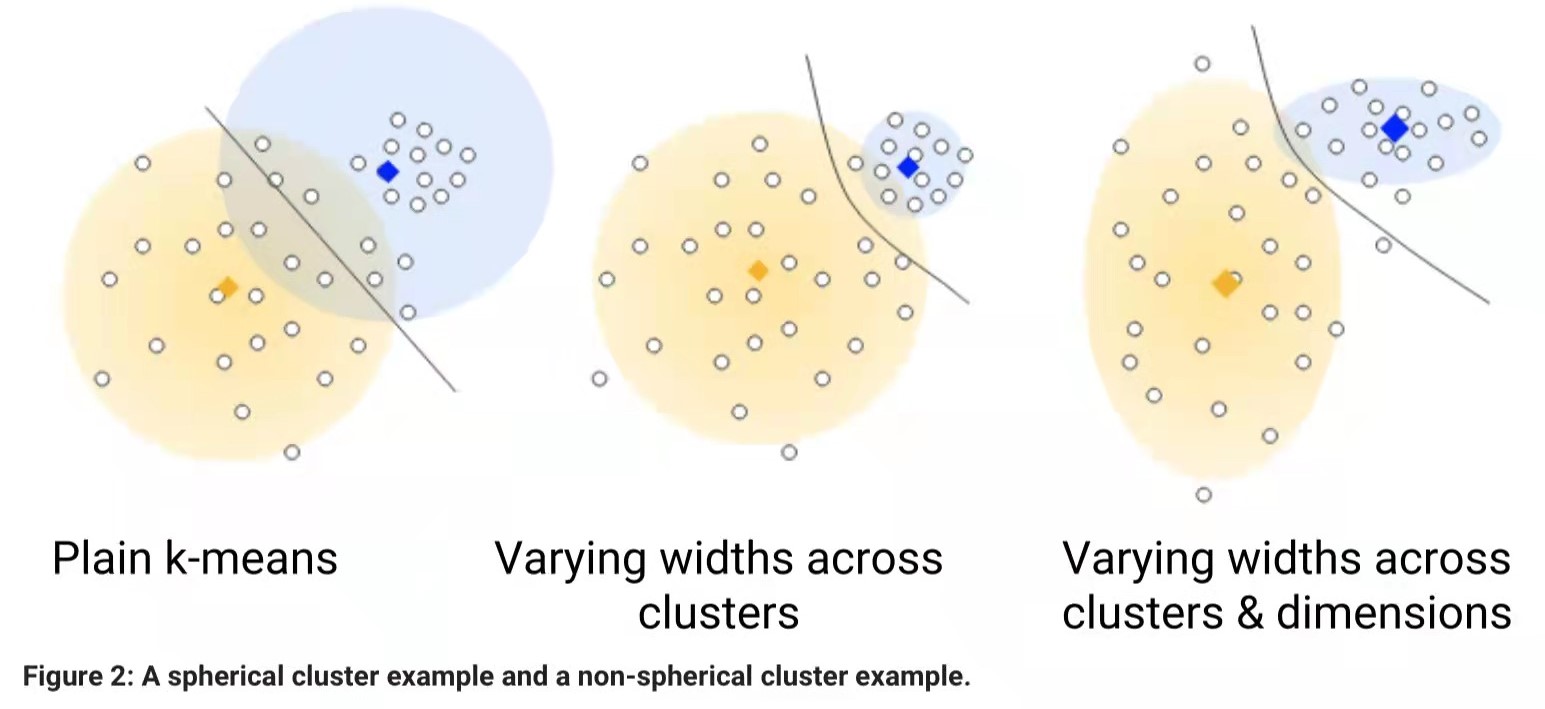 Plain k-means
Varying widths across
clusters
Varying widths across
clusters & dimensions
Figure 2: A spherical cluster example and a non-spherical cluster example.